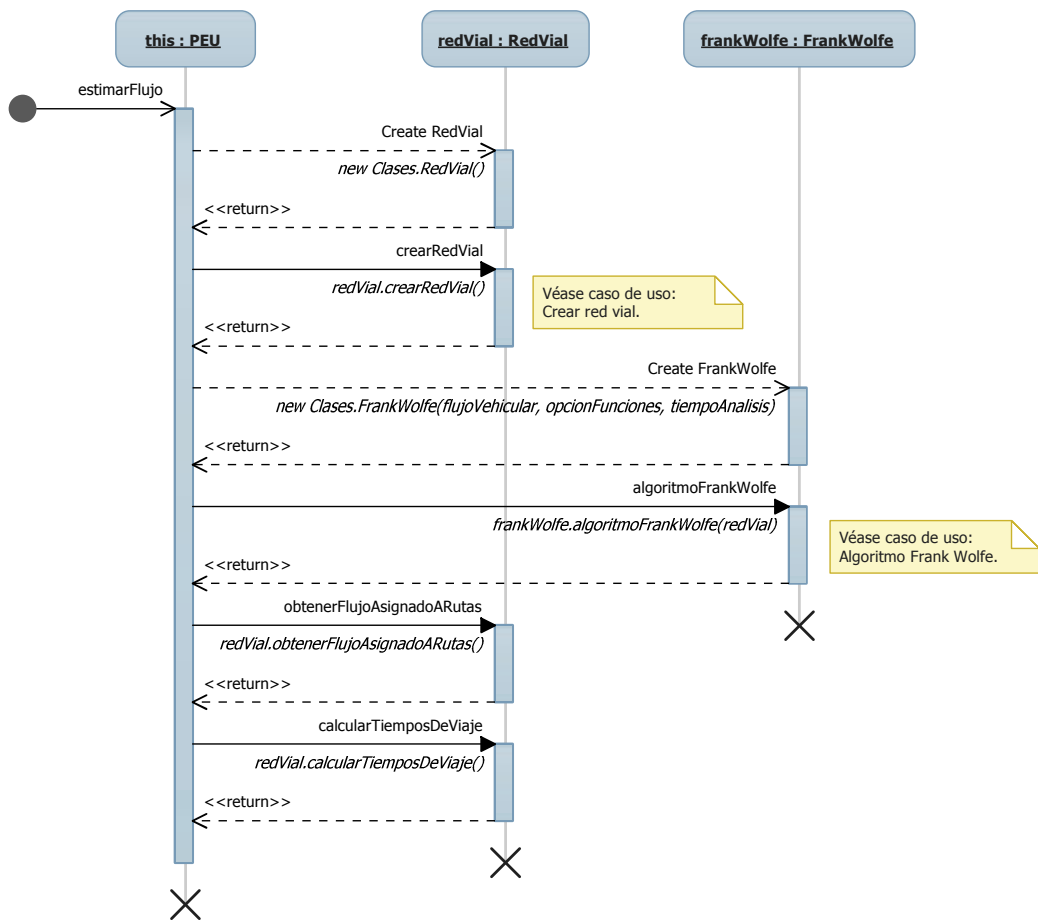 this : PEU
redVial : RedVial
frankWolfe : FrankWolfe
estimarFlujo
Create RedVial
new Clases.RedVial()
<<return>>
crearRedVial
redVial.crearRedVial()
Véase caso de uso:
Crear red vial.
<<return>>
Create FrankWolfe
new Clases.FrankWolfe(flujoVehicular, opcionFunciones, tiempoAnalisis)
<<return>>
algoritmoFrankWolfe
frankWolfe.algoritmoFrankWolfe(redVial)
Véase caso de uso:
Algoritmo Frank Wolfe.
<<return>>
obtenerFlujoAsignadoARutas
redVial.obtenerFlujoAsignadoARutas()
<<return>>
calcularTiemposDeViaje
redVial.calcularTiemposDeViaje()
<<return>>